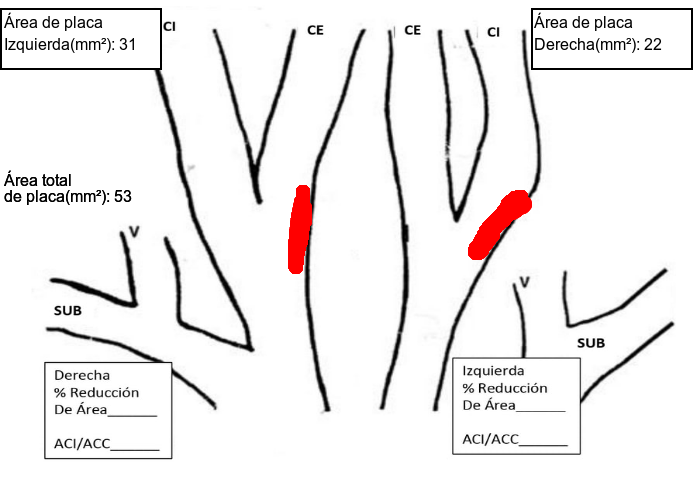 Área de placa
Izquierda(mm²): 31
CI
CE
CE
CI
Área de placa
Derecha(mm²): 22
Área total
de placa(mm²): 53
V
SUB
V
SUB
Derecha
% Reducción
De Área_______
ACI/ACC_______
Izquierda
% Reducción
De Área_______
ACI/ACC_______